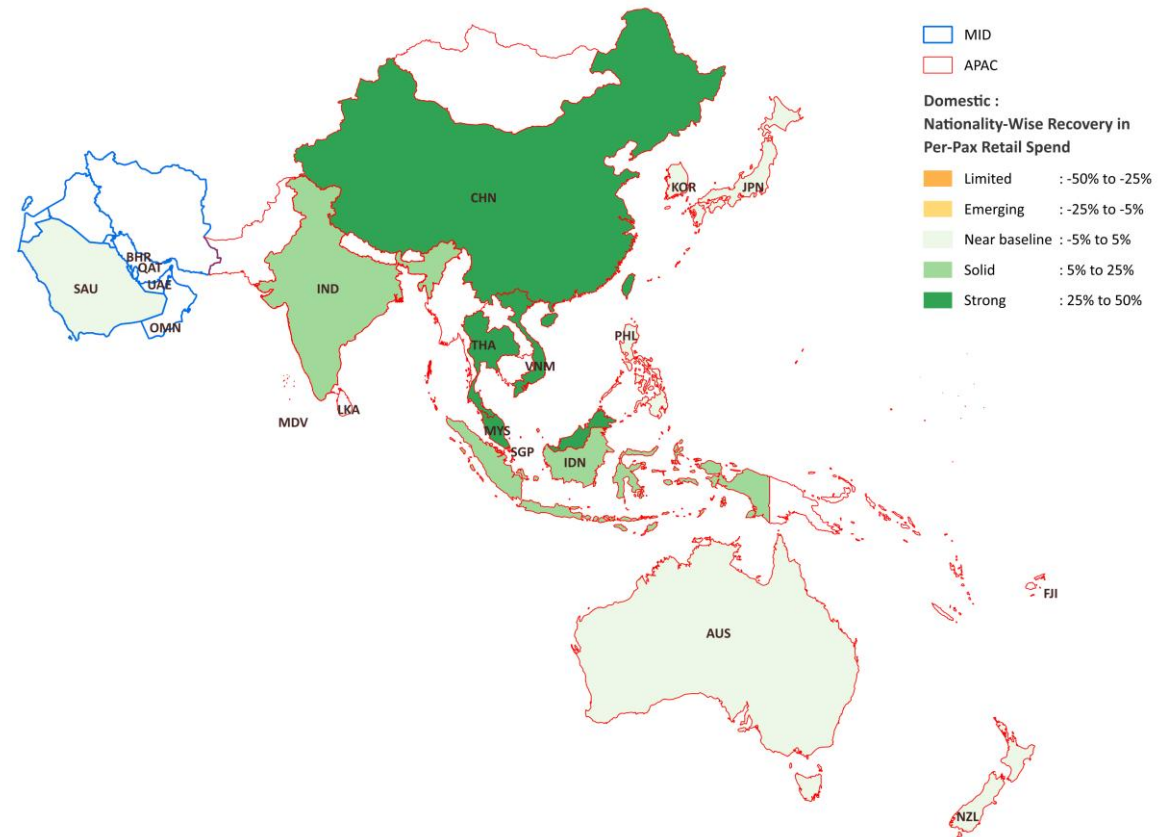 MID
APAC
Domestic :
Nationality-Wise Recovery in
Per-Pax Retail Spend
Limited : -50% to -25%
Emerging : -25% to -5%
Near baseline : -5% to 5%
Solid : 5% to 25%
Strong : 25% to 50%
CHN
KOR
JPN
BHR
QAT
UAE
SAU
OMN
IND
THA
VNM
PHL
MDV
LKA
MYS
SGP
IDN
FJI
AUS
NZL